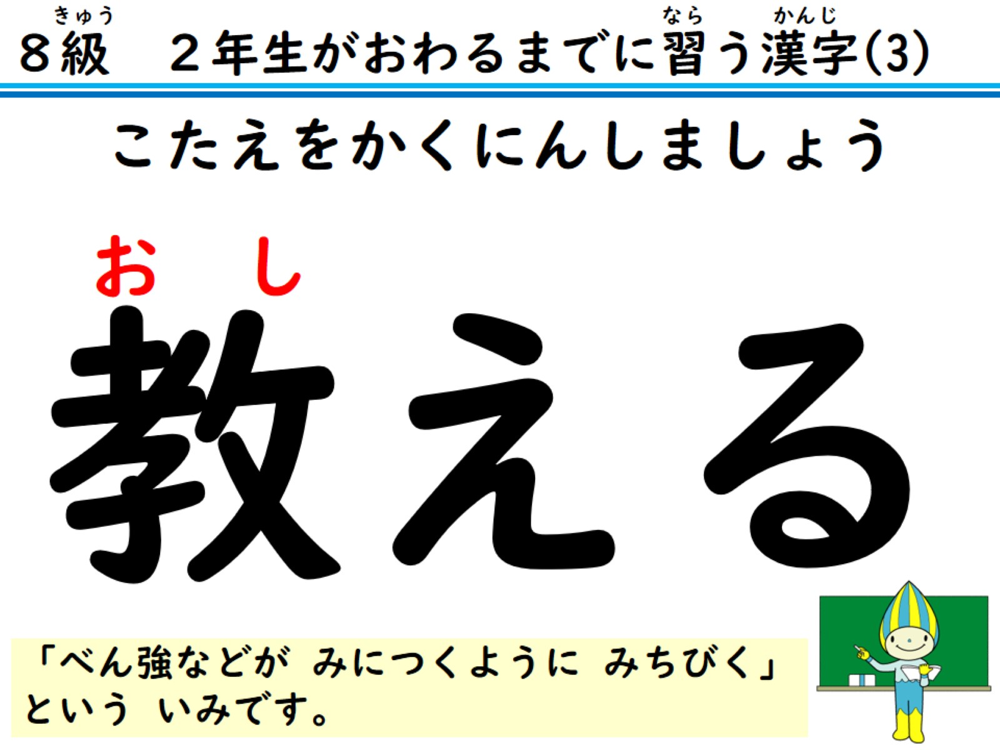 きゅう なら かんじ
８級　２年生がおわるまでに習う漢字(3)
こたえをかくにんしましょう
お し
教える
「べん強などが みにつくように みちびく」
という いみです。